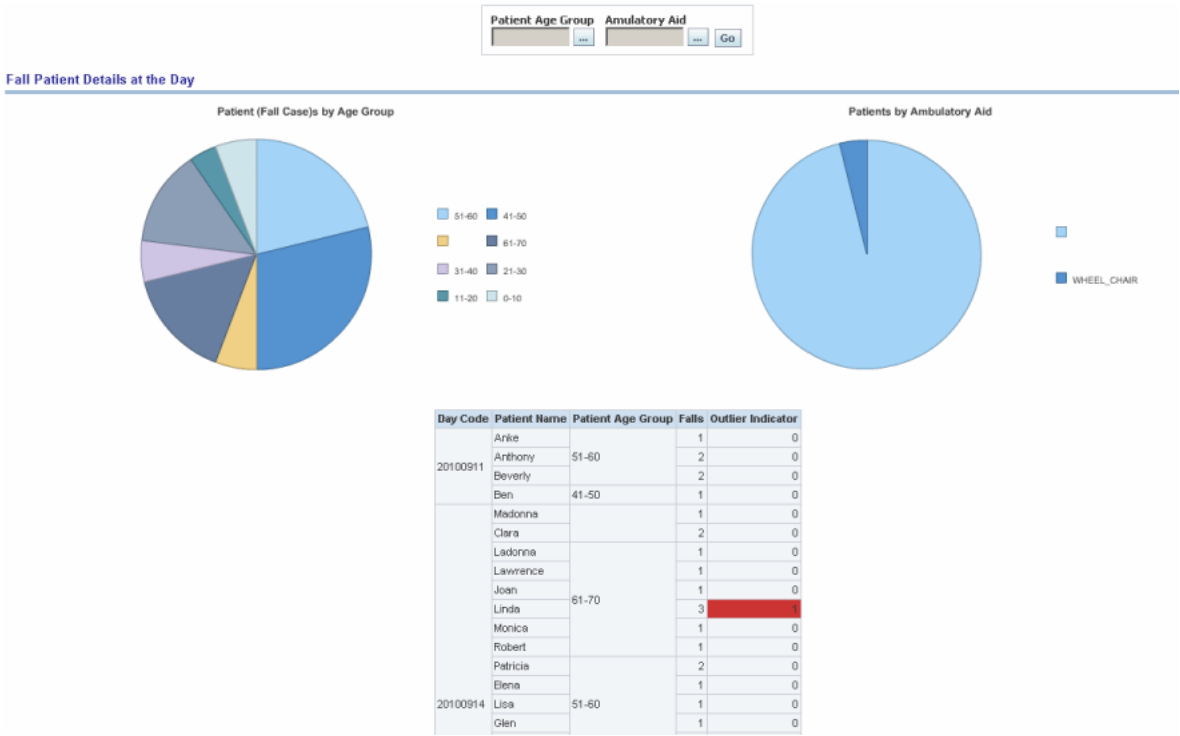 Patient Age Group Amulatory Aid
... ... Go
Fall Patient Details at the Day
Patient (Fall Case)s by Age Group
51-60 41-50
61-70
31-40 21-30
11-20 0-10
Patients by Ambulatory Aid
WHEEL_CHAIR
Day Code Patient Name Patient Age Group Falls Outlier Indicator
20100911 Anke 51-60 1 0
Anthony 2 0
Beverly 2 0
Ben 41-50 1 0
20100914 Madonna 1 0
Clara 2 0
Ladonna 61-70 1 0
Lawrence 1 0
Joan 1 0
Linda 3 1
Monica 1 0
Robert 1 0
Patricia 51-60 2 0
Elena 1 0
Lisa 1 0
Glen 1 0